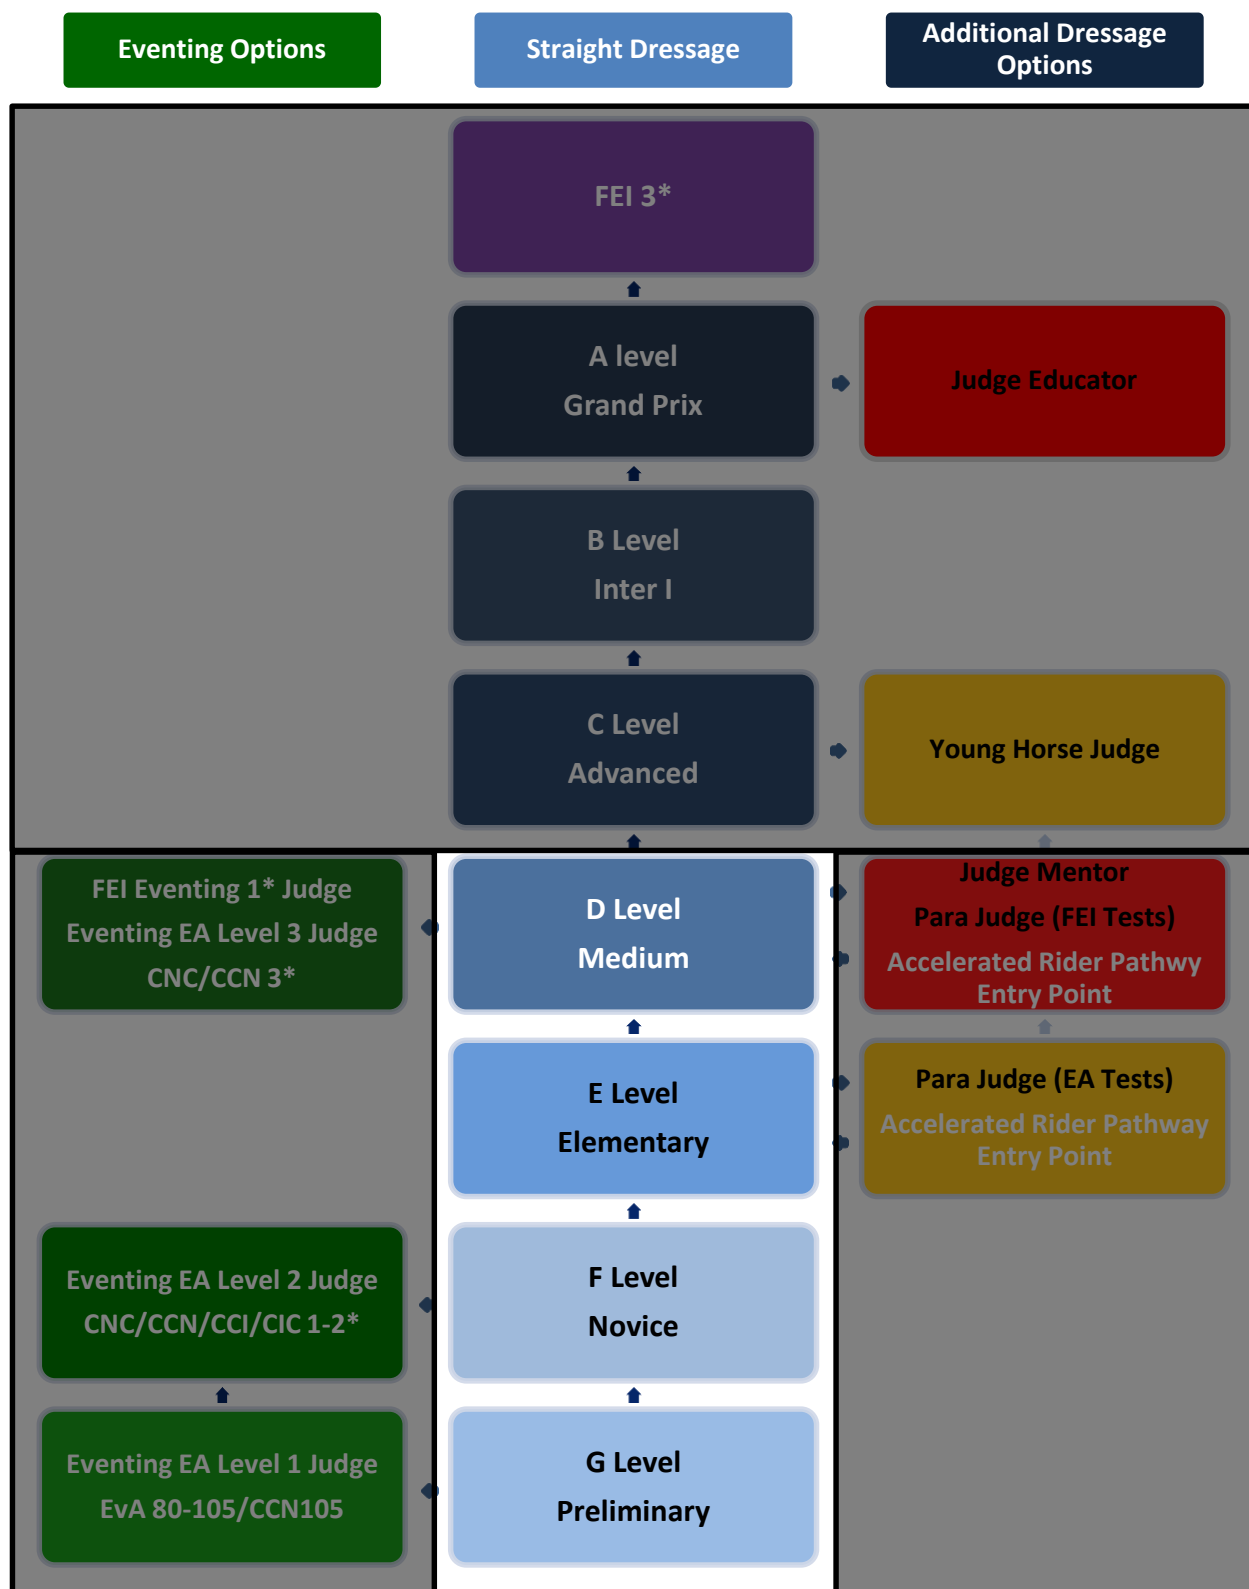 Eventing Options
Straight Dressage
Additional Dressage
Options
FEI 3*
A level
Grand Prix
Judge Educator
B Level
Inter I
C Level
Advanced
Young Horse Judge
FEI Eventing 1* Judge
Eventing EA Level 3 Judge
CNC/CCN 3*
D Level
Medium
Judge Mentor
Para Judge (FEI Tests)
Accelerated Rider Pathwy
Entry Point
E Level
Elementary
Para Judge (EA Tests)
Accelerated Rider Pathway
Entry Point
Eventing EA Level 2 Judge
CNC/CCN/CCI/CIC 1-2*
F Level
Novice
Eventing EA Level 1 Judge
EvA 80-105/CCN105
G Level
Preliminary